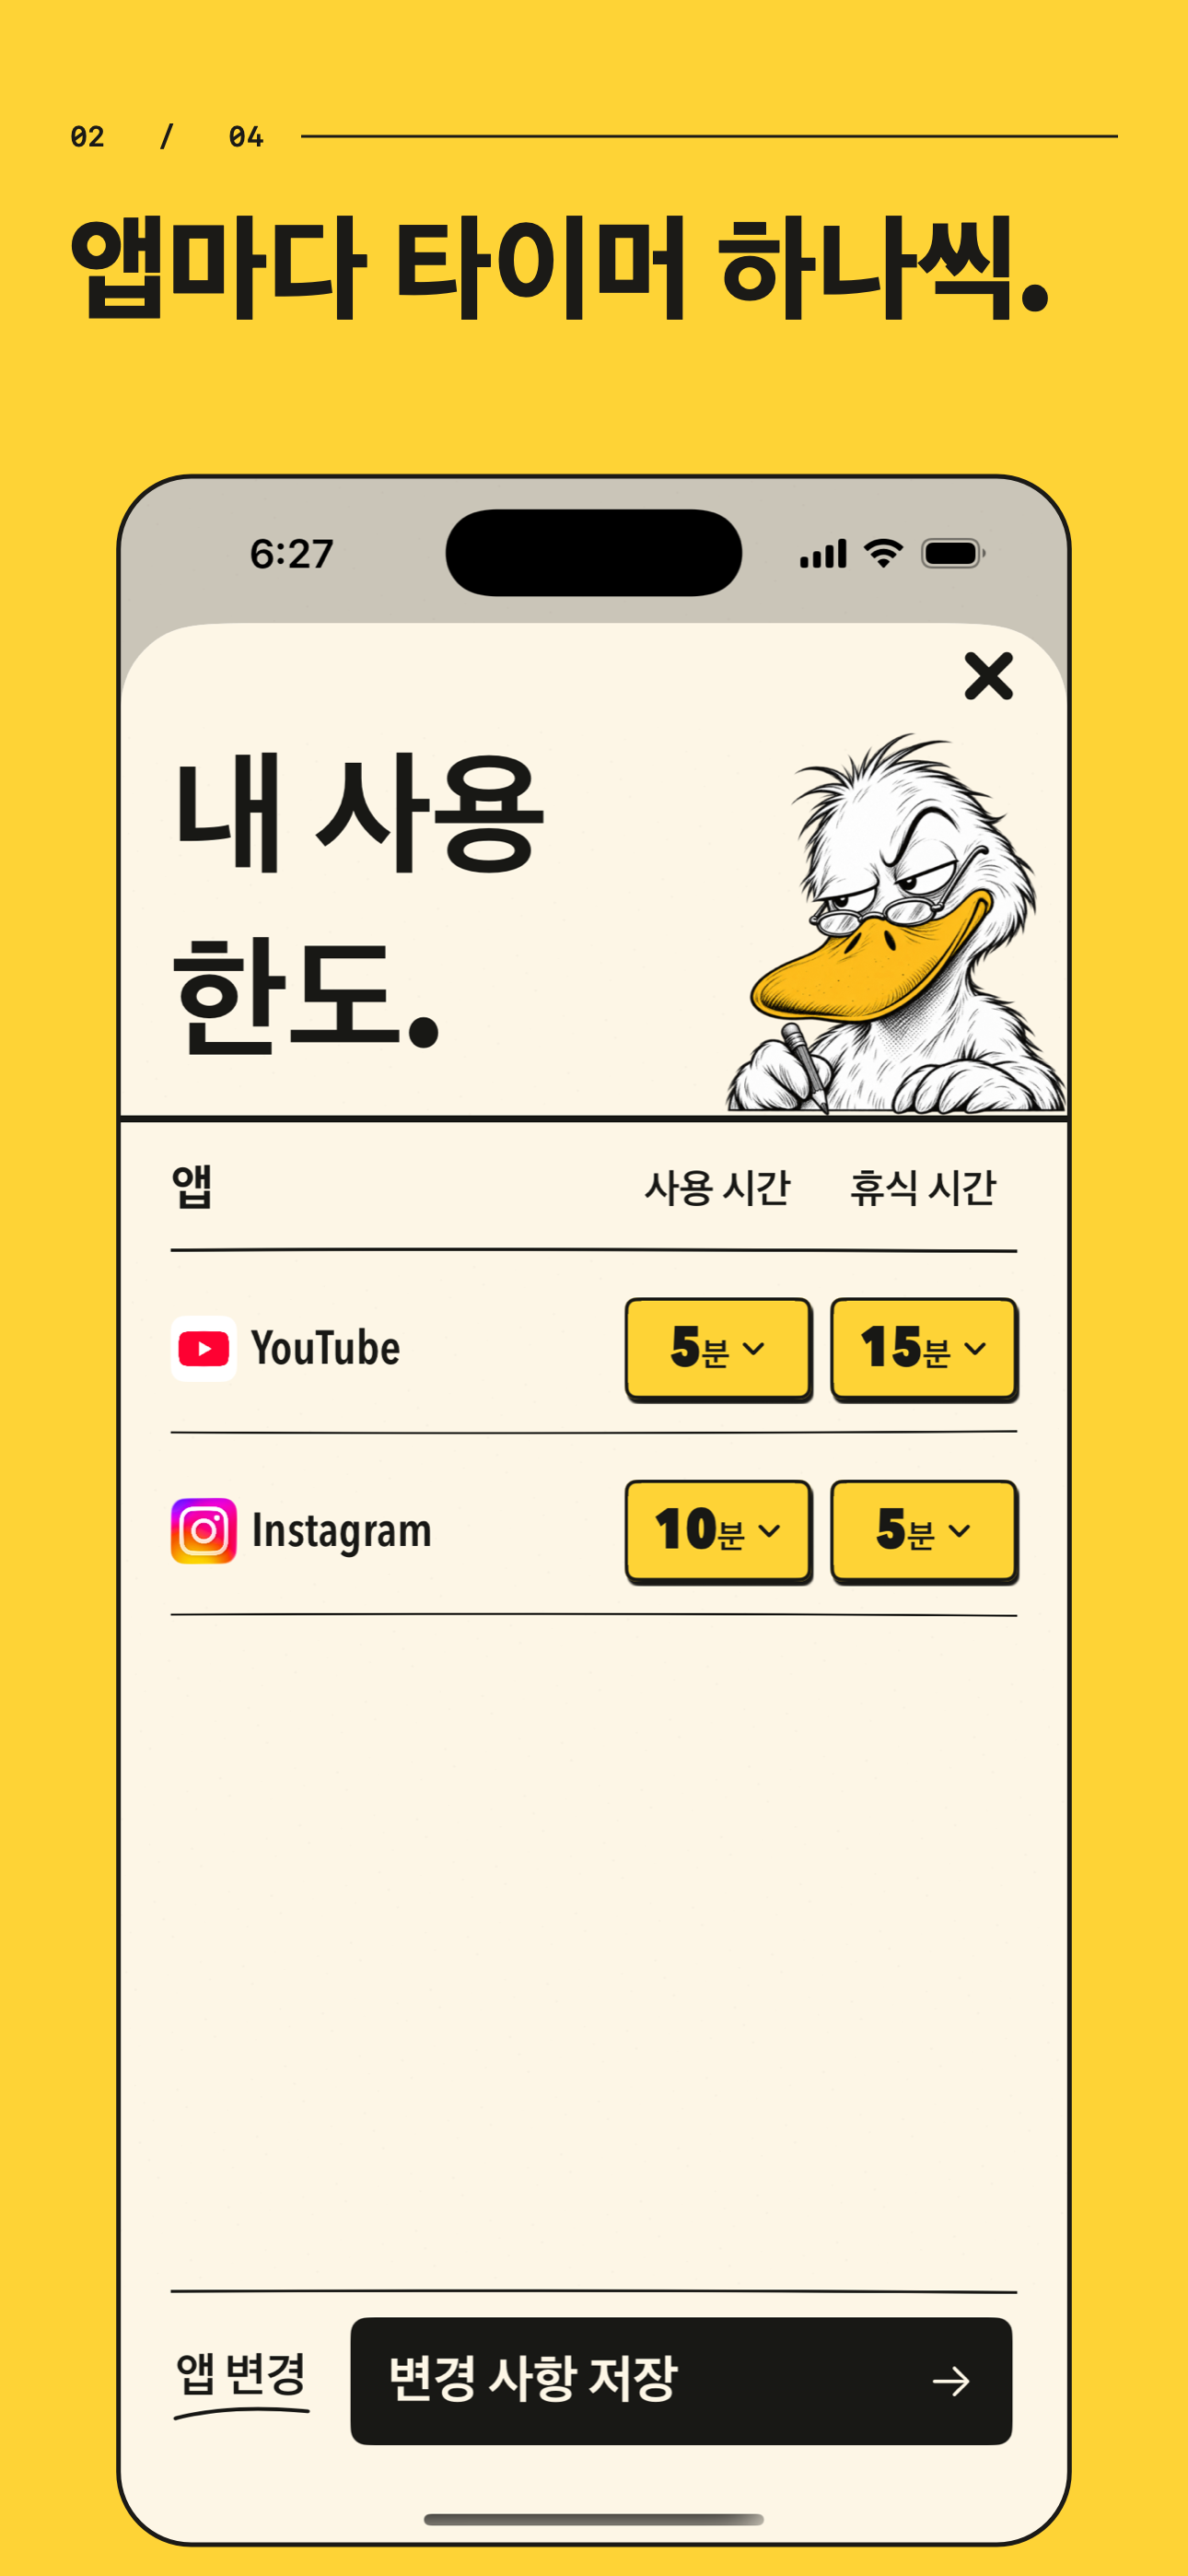 02 / 04
앱마다 타이머 하나씩.
6:27
내 사용
한도.
앱 사용 시간 휴식 시간
YouTube 5분 15분
Instagram 10분 5분
앱 변경 변경 사항 저장